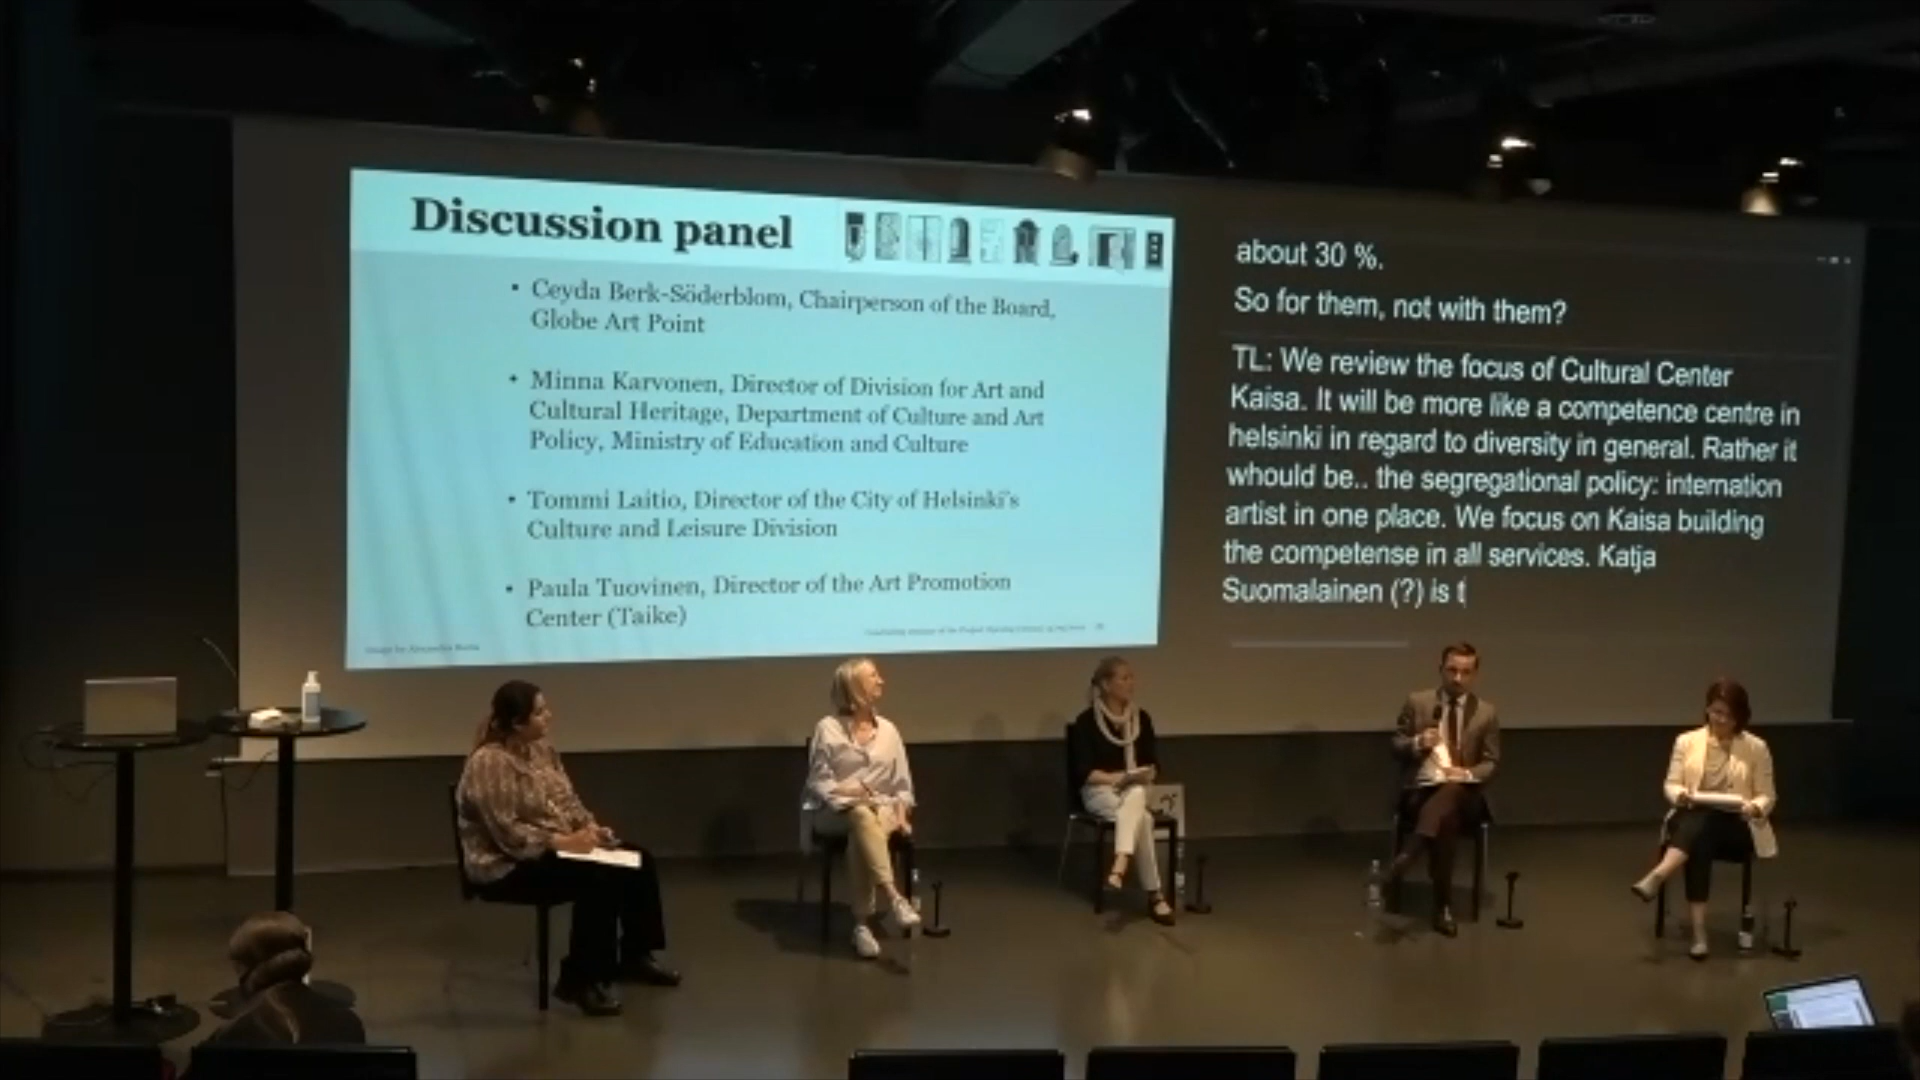 Discussion panel
• Ceyda Berk-Söderblom, Chairperson of the Board,
Globe Art Point
• Minna Karvonen, Director of Division for Art and
Cultural Heritage, Department of Culture and Art
Policy, Ministry of Education and Culture
• Tommi Laitio, Director of the City of Helsinki's
Culture and Leisure Division
• Paula Tuovinen, Director of the Art Promotion
Center (Taike)
about 30 %.
So for them, not with them?
TL: We review the focus of Cultural Center
Kaisa. It will be more like a competence centre in
helsinki in regard to diversity in general. Rather it
whould be.. the segregational policy: internation
artist in one place. We focus on Kaisa building
the competense in all services. Katja
Suomalainen (?) is t